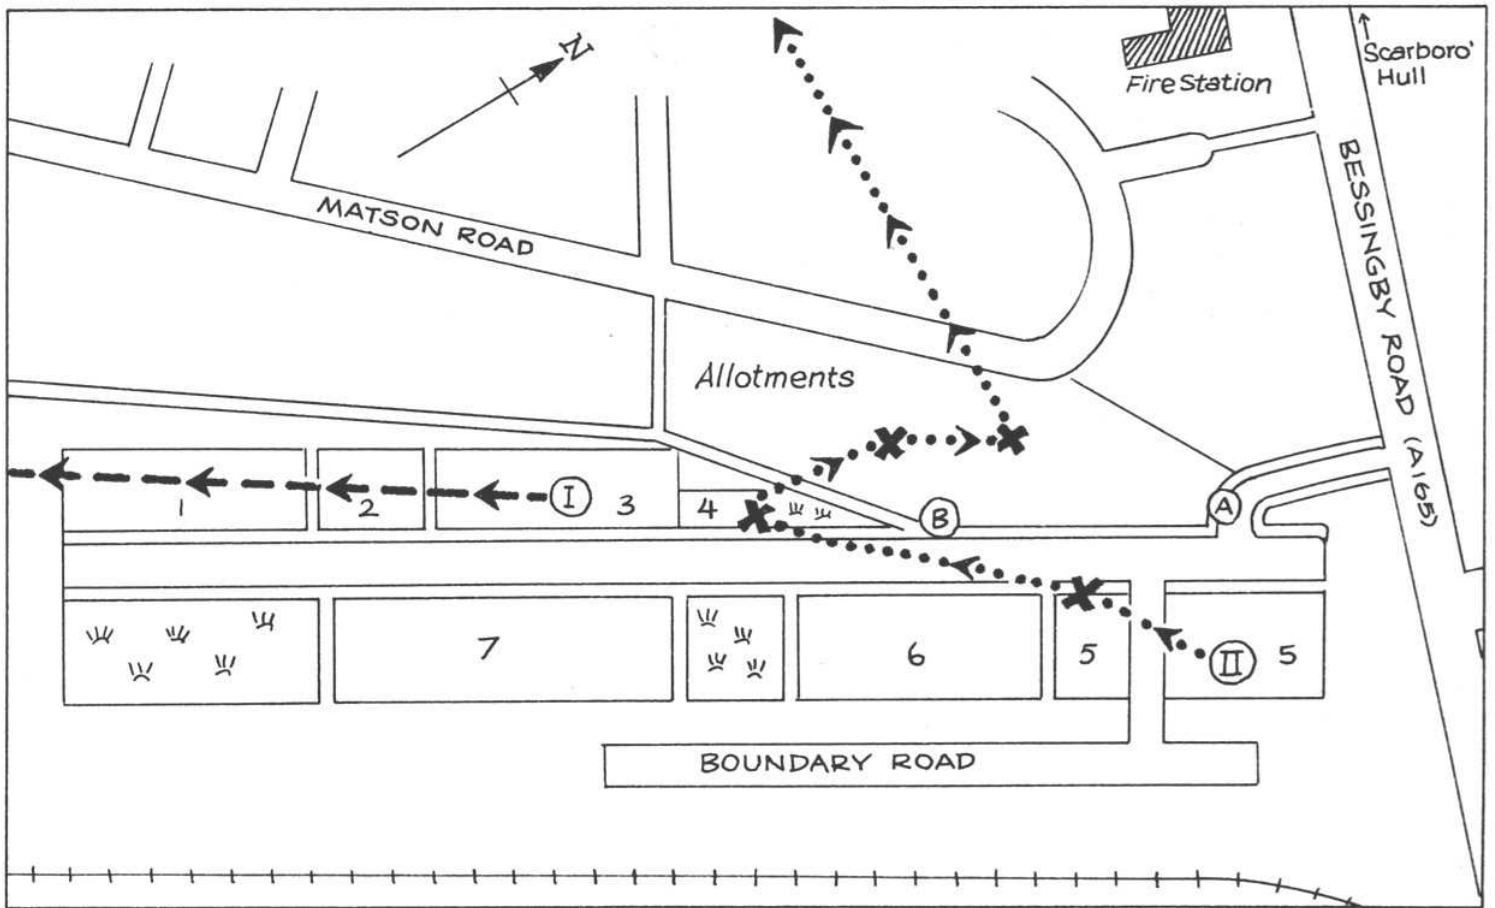 N
Scarboro'
Hull
Fire Station
BESSINGBY ROAD (A165)
MATSON ROAD
Allotments
1
2
I
3
4
B
A
7
6
5
II
5
BOUNDARY ROAD